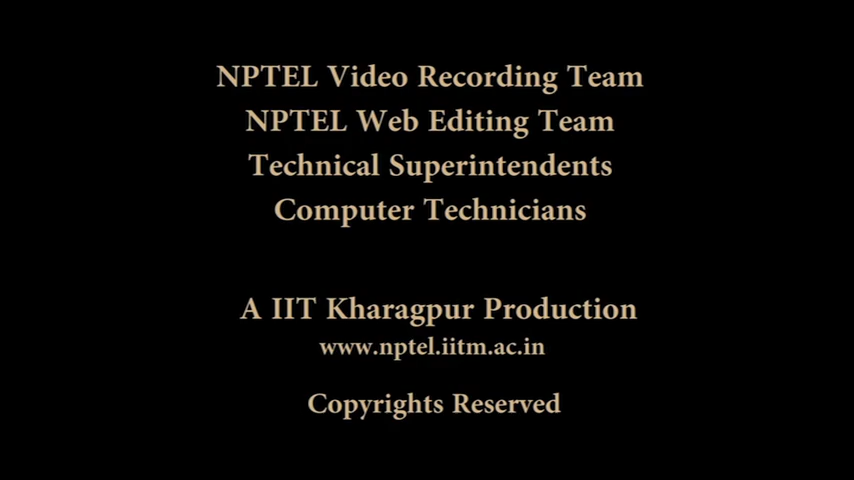 NPTEL Video Recording Team
NPTEL Web Editing Team
Technical Superintendents
Computer Technicians
A IIT Kharagpur Production
www.nptel.iitm.ac.in
Copyrights Reserved